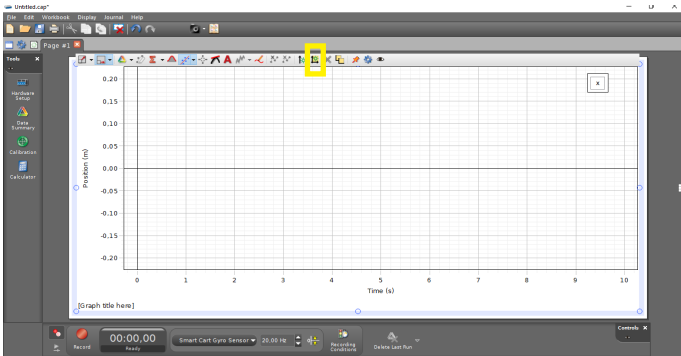 Untitled.cap*
File Edit Workbook Display Journal Help
Page #1
Tools
Hardware
Setup
Data
Summary
Calibration
Calculator
Position (m)
0.20
0.15
0.10
0.05
0.00
-0.05
-0.10
-0.15
-0.20
x
0 1 2 3 4 5 6 7 8 9 10
Time (s)
[Graph title here]
Controls
Record
00:00,00
Ready
Smart Cart Gyro Sensor
20,00 Hz
Recording
Conditions
Delete Last Run